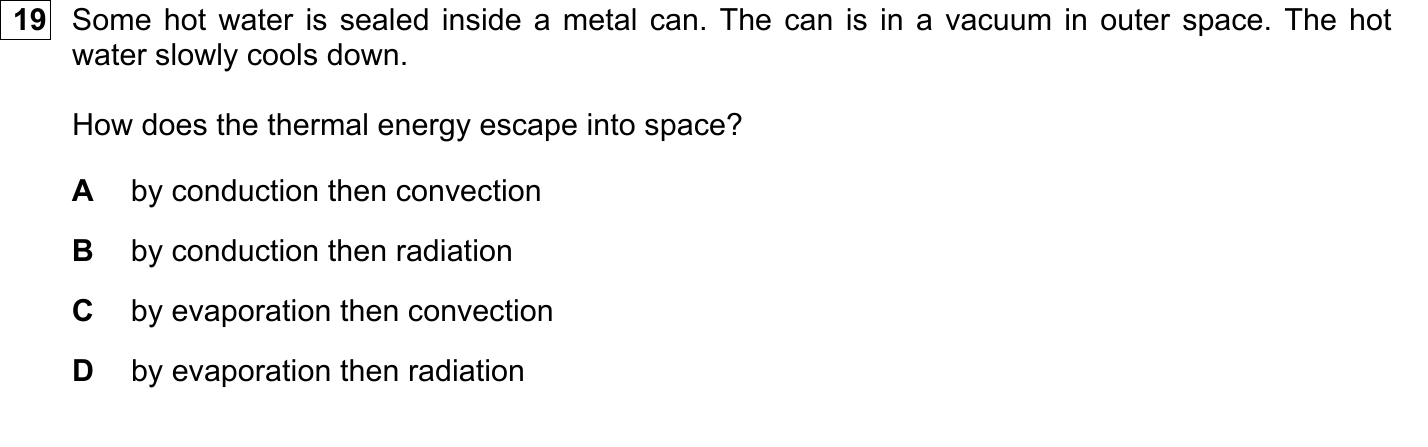 19 Some hot water is sealed inside a metal can. The can is in a vacuum in outer space. The hot
water slowly cools down.
How does the thermal energy escape into space?
A by conduction then convection
B by conduction then radiation
C by evaporation then convection
D by evaporation then radiation